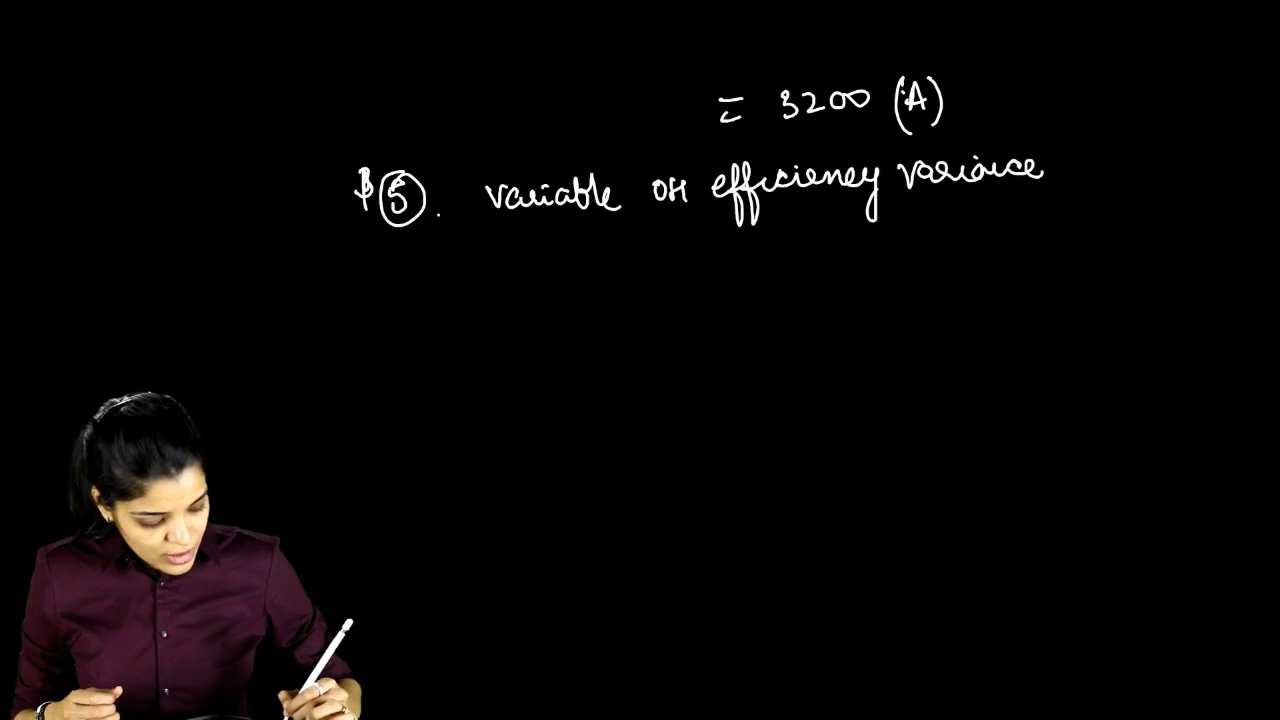 = 3200 (A)
⑤. variable OH efficiency variance